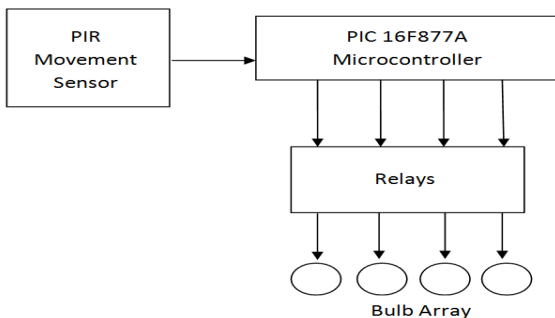 PIR
Movement
Sensor
PIC 16F877A
Microcontroller
Relays
Bulb Array